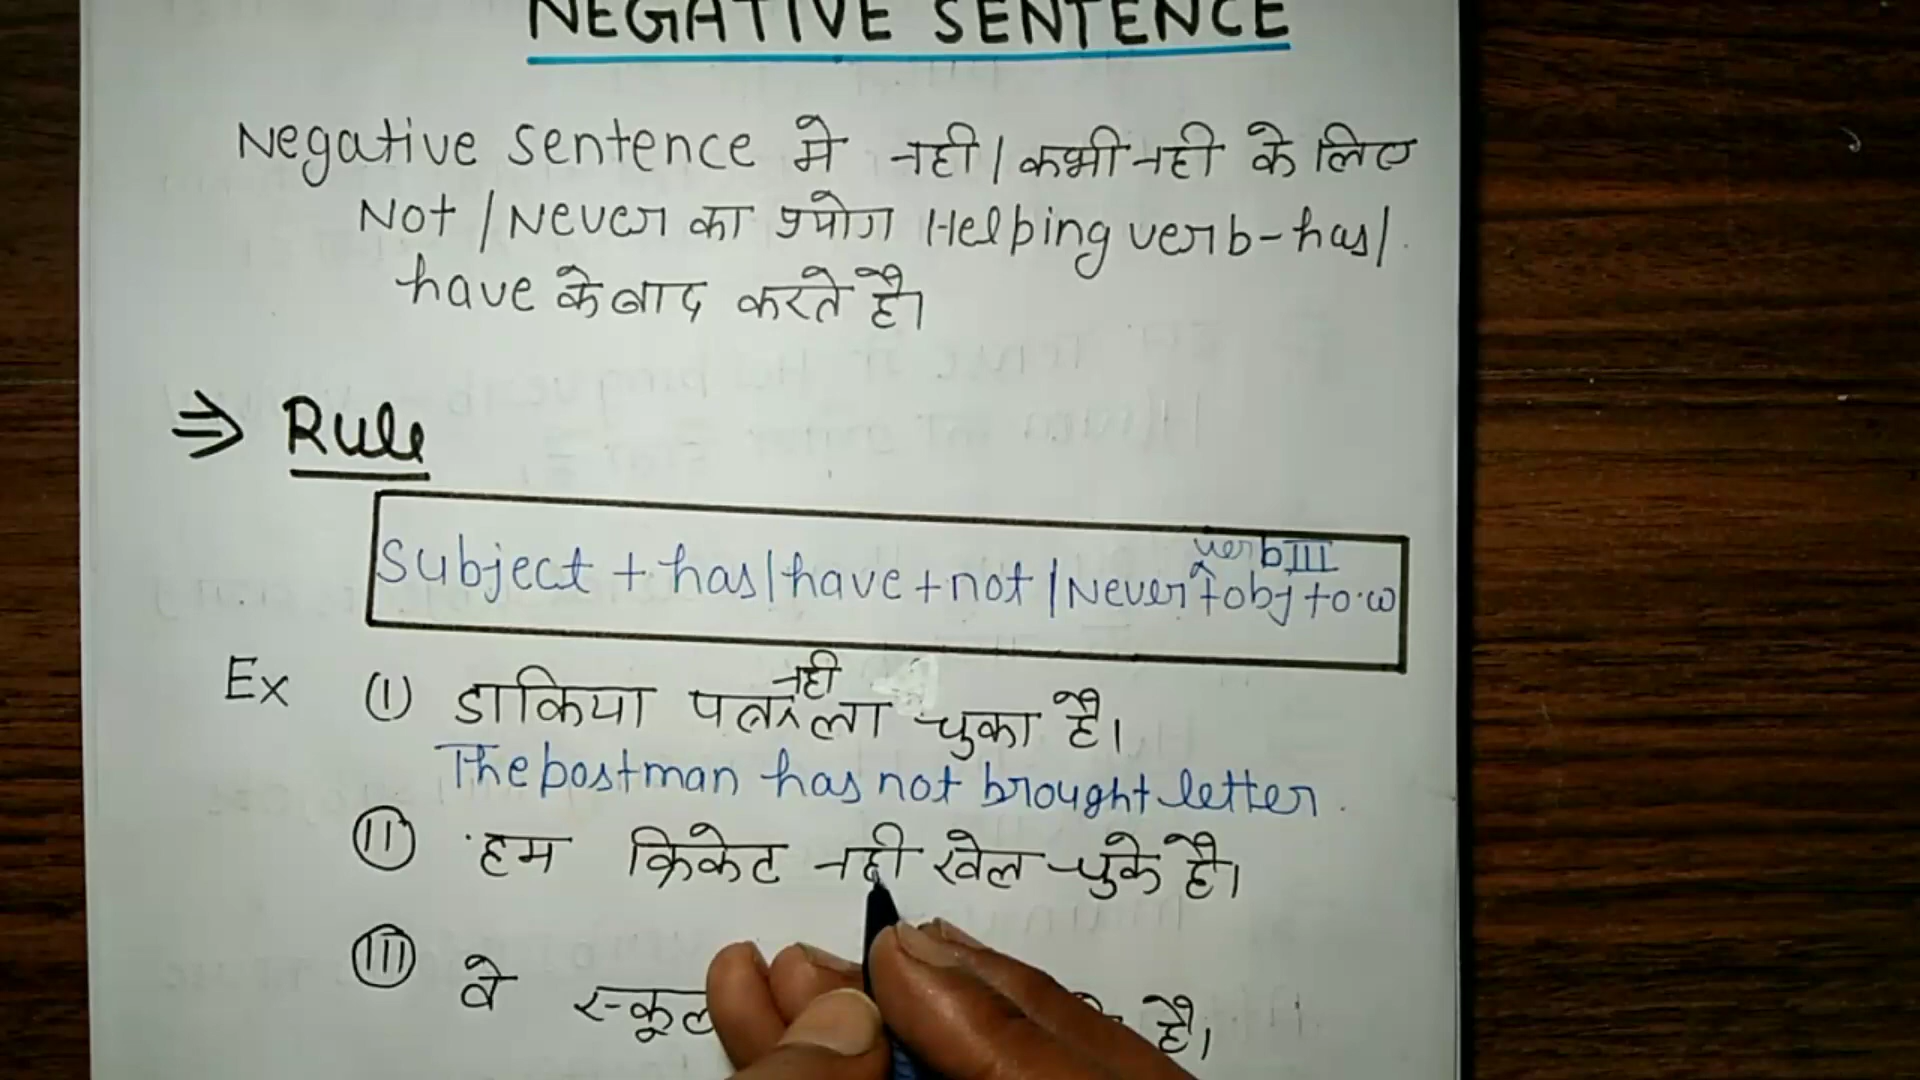 NEGATIVE SENTENCE
Negative sentence मे नही / कभी नही के लिए
Not / Never का प्रयोग Helping verb-has/
have के बाद करते है।
⇒ Rule
verb III
Subject + has/have + not / Never + obj + o.w
Ex (I) डाकिया पत्र नही ला चुका है।
The postman has not brought letter.
(II) हम क्रिकेट नही खेल चुके है।
(III) वे स्कूल है।